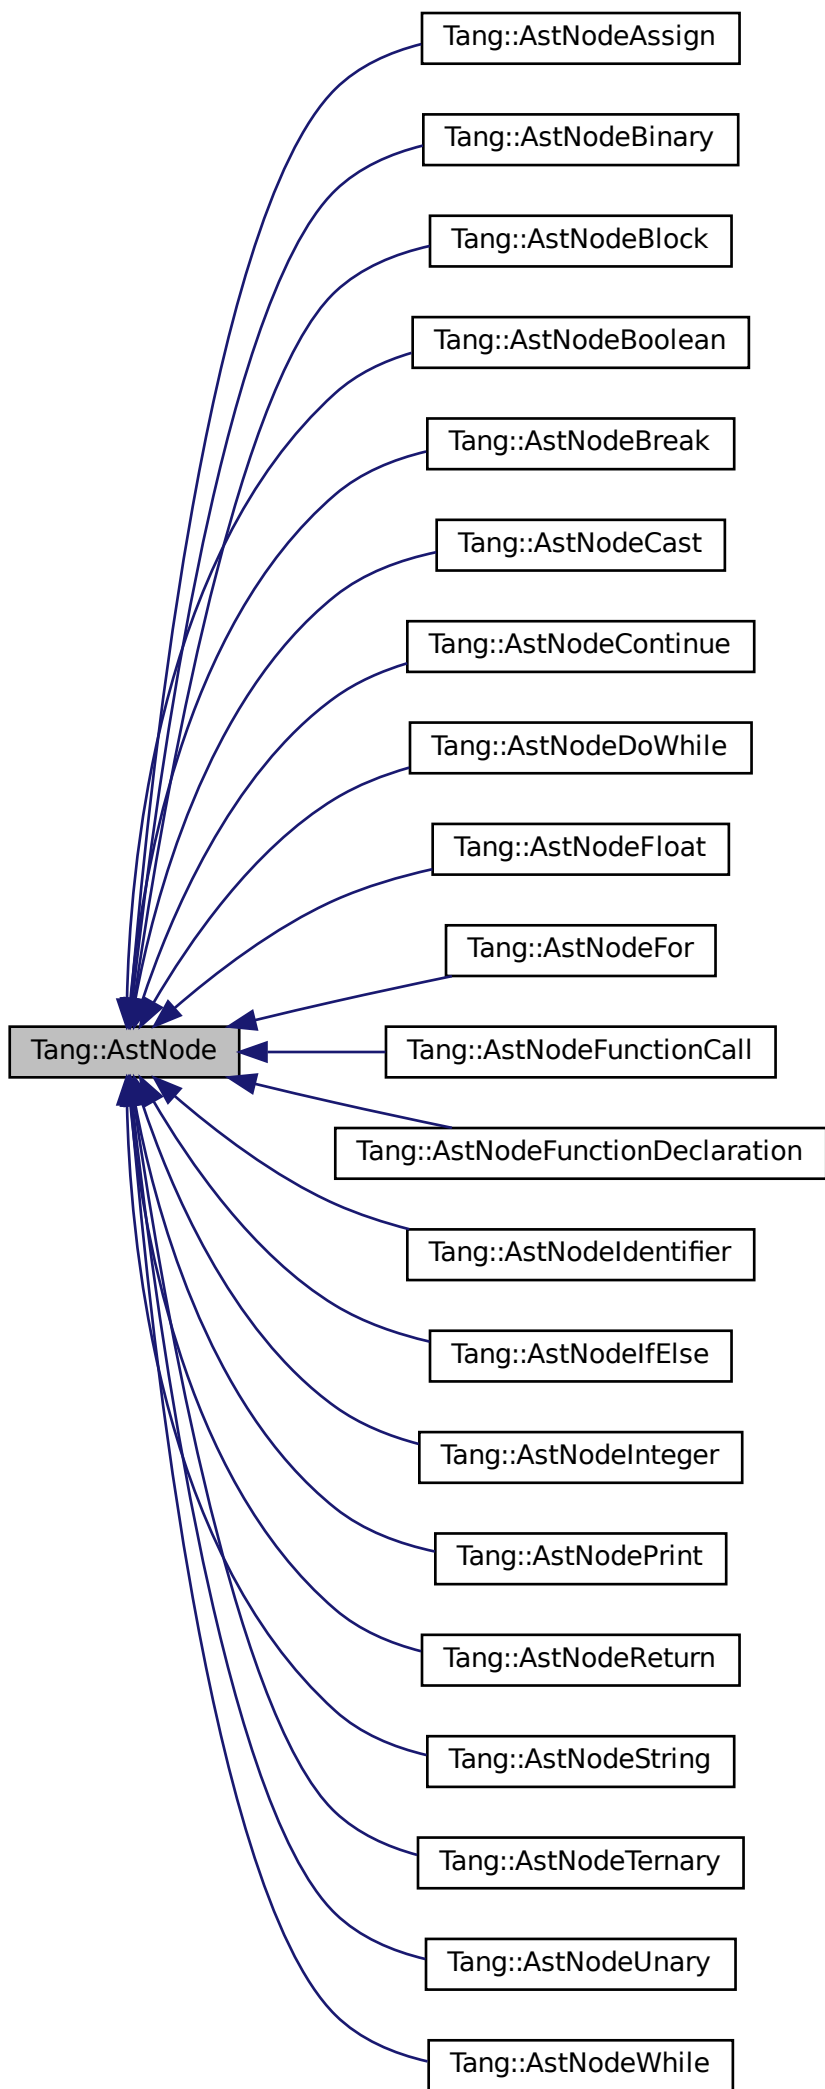 Tang::AstNodeAssign
Tang::AstNodeBinary
Tang::AstNodeBlock
Tang::AstNodeBoolean
Tang::AstNodeBreak
Tang::AstNodeCast
Tang::AstNodeContinue
Tang::AstNodeDoWhile
Tang::AstNodeFloat
Tang::AstNodeFor
Tang::AstNode
Tang::AstNodeFunctionCall
Tang::AstNodeFunctionDeclaration
Tang::AstNodeIdentifier
Tang::AstNodeIfElse
Tang::AstNodeInteger
Tang::AstNodePrint
Tang::AstNodeReturn
Tang::AstNodeString
Tang::AstNodeTernary
Tang::AstNodeUnary
Tang::AstNodeWhile